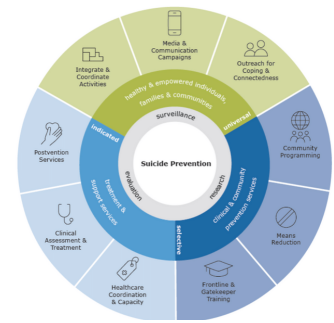 Media &
Communication
Campaigns
Outreach for
Coping &
Connectedness
Community
Programming
Means
Reduction
Frontline &
Gatekeeper
Training
Healthcare
Coordination
& Capacity
Clinical
Assessment &
Treatment
Postvention
Services
Integrate &
Coordinate
Activities
healthy & empowered individuals,
families & communities
universal
clinical & community
prevention services
selective
treatment &
support services
indicated
surveillance
research
evaluation
Suicide Prevention